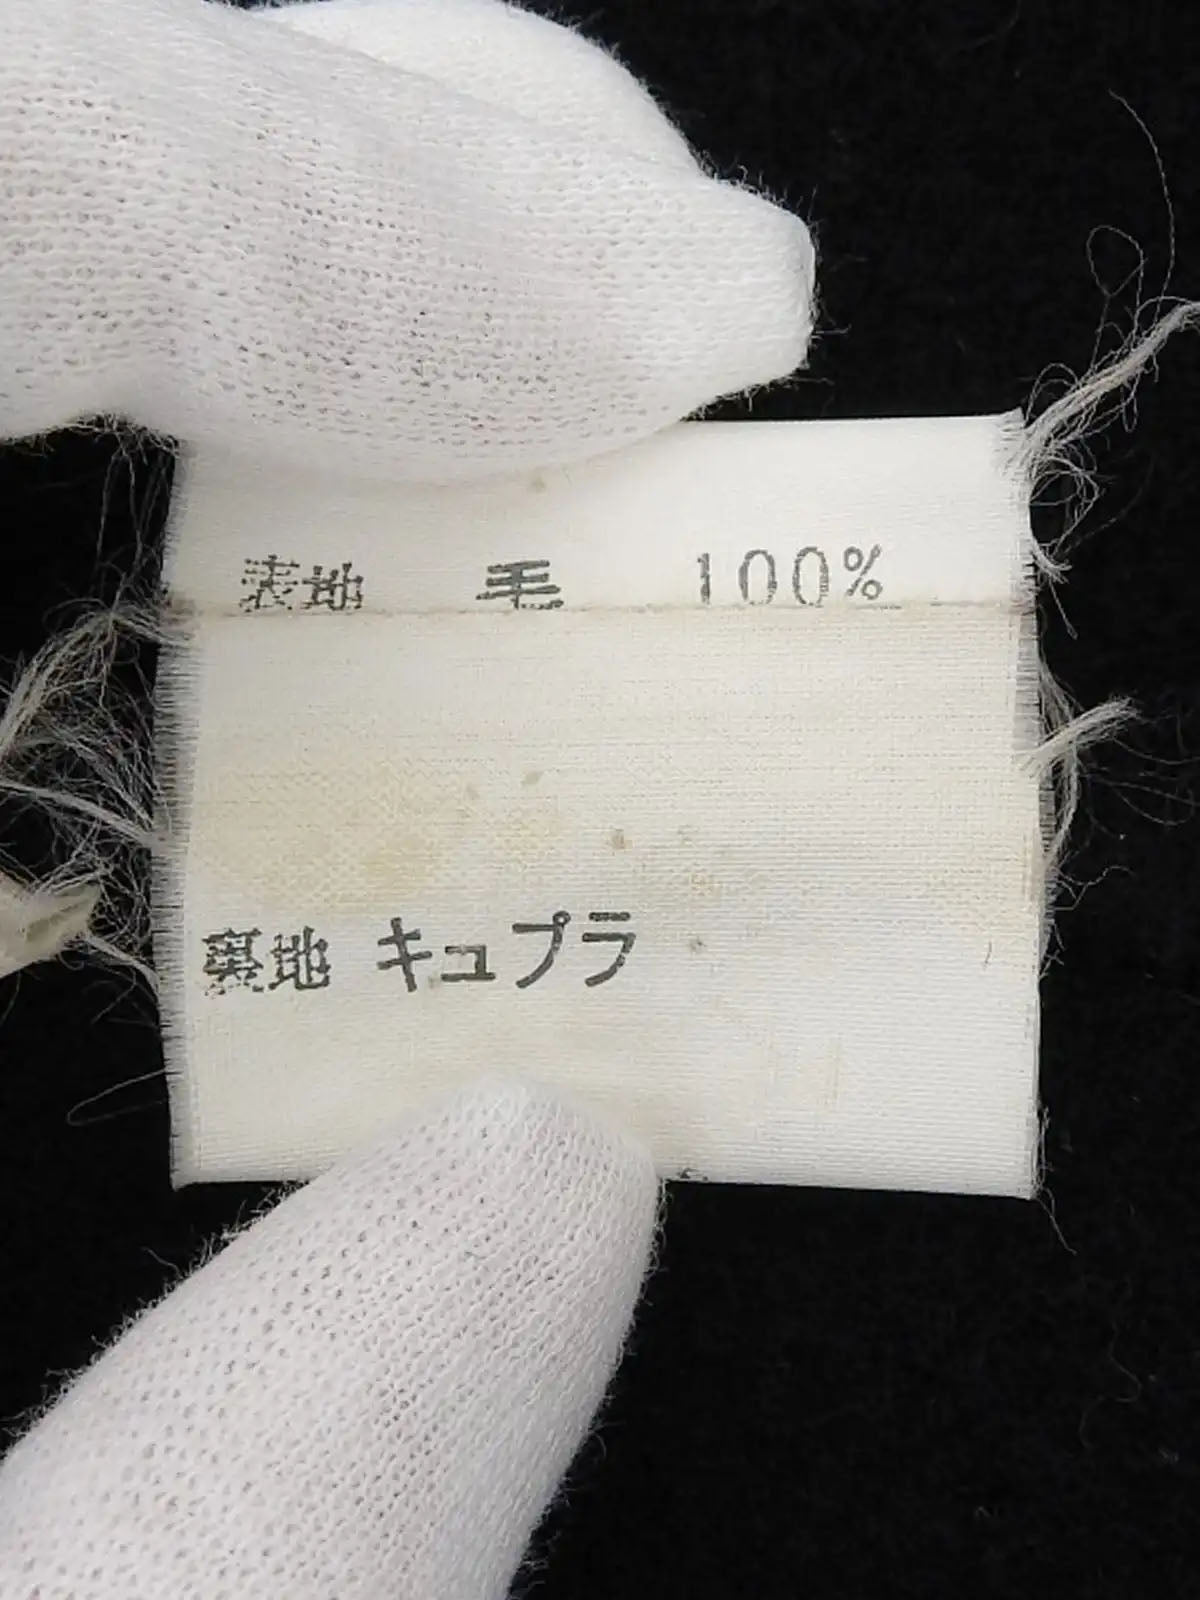 表地 毛 100%
裏地 キュプラ